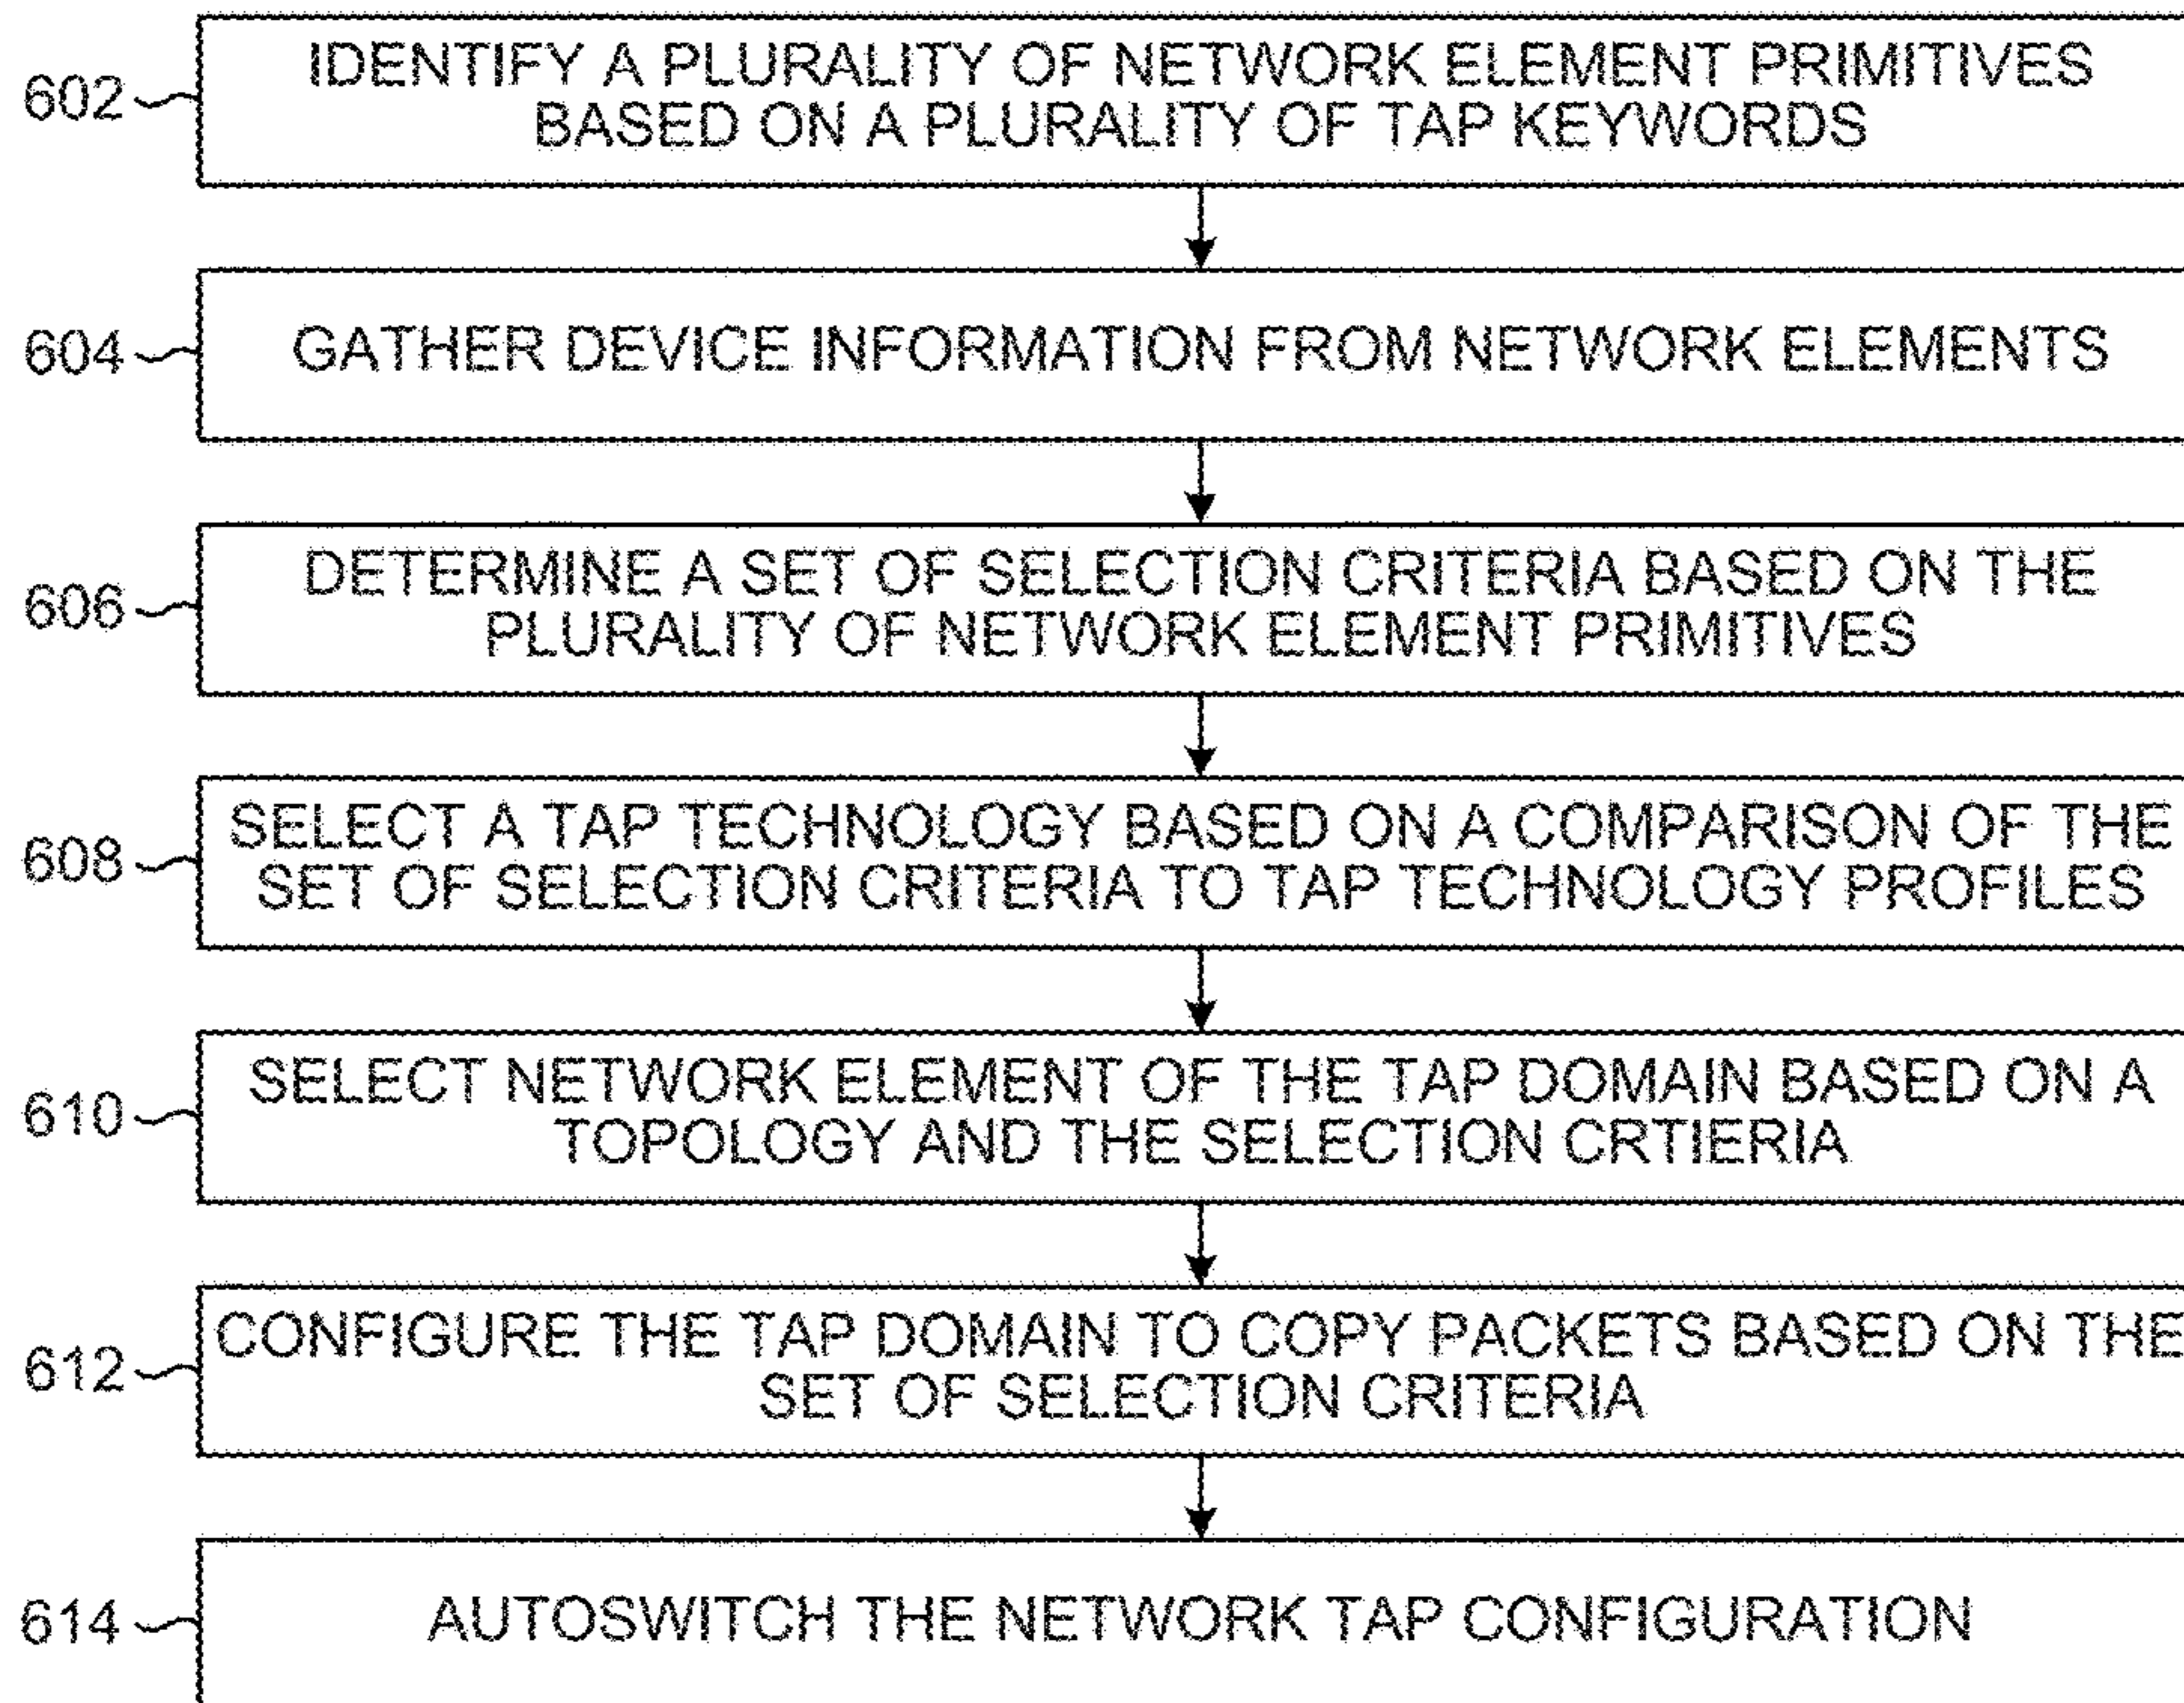 602
IDENTIFY A PLURALITY OF NETWORK ELEMENT PRIMITIVES
BASED ON A PLURALITY OF TAP KEYWORDS
604
GATHER DEVICE INFORMATION FROM NETWORK ELEMENTS
606
DETERMINE A SET OF SELECTION CRITERIA BASED ON THE
PLURALITY OF NETWORK ELEMENT PRIMITIVES
608
SELECT A TAP TECHNOLOGY BASED ON A COMPARISON OF THE
SET OF SELECTION CRITERIA TO TAP TECHNOLOGY PROFILES
610
SELECT NETWORK ELEMENT OF THE TAP DOMAIN BASED ON A
TOPOLOGY AND THE SELECTION CRTIERIA
612
CONFIGURE THE TAP DOMAIN TO COPY PACKETS BASED ON THE
SET OF SELECTION CRITERIA
614
AUTOSWITCH THE NETWORK TAP CONFIGURATION